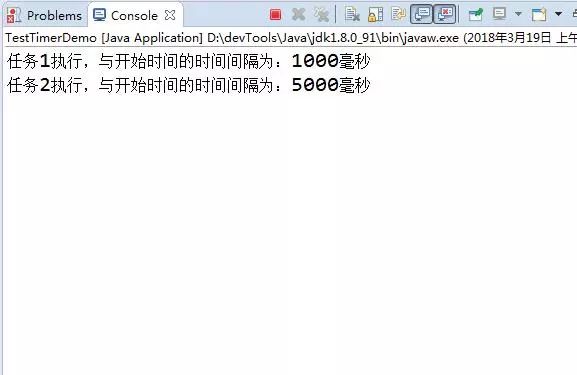 Problems Console
TestTimerDemo [Java Application] D:\devTools\Java\jdk1.8.0_91\bin\javaw.exe (2018年3月19日 上午
任务1执行，与开始时间的时间间隔为：1000毫秒
任务2执行，与开始时间的时间间隔为：5000毫秒